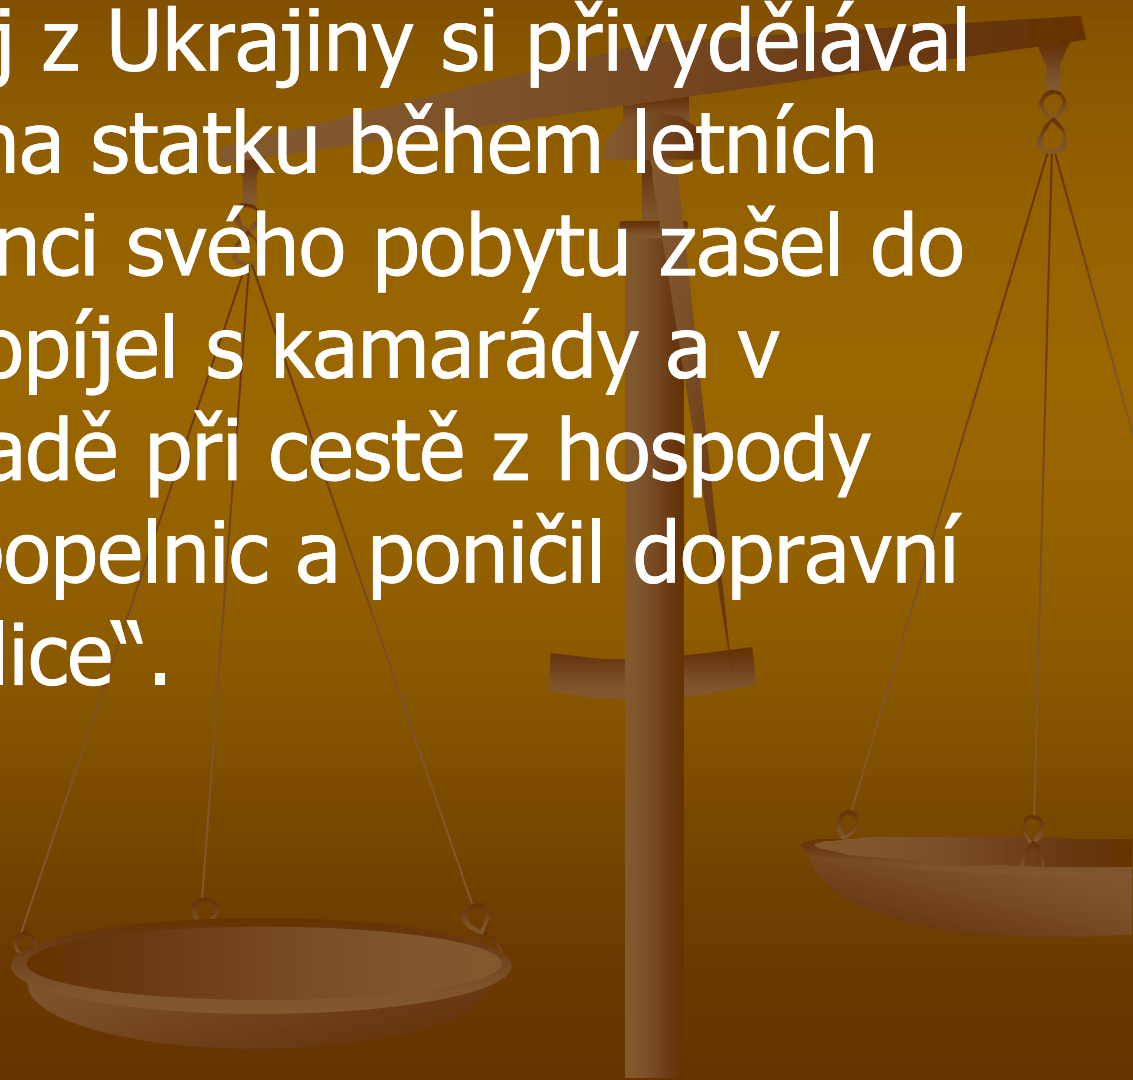 j z Ukrajiny si přivydělával
na statku během letních
nci svého pobytu zašel do
opíjel s kamarády a v
adě při cestě z hospody
popelnic a poničil dopravní
lice“.